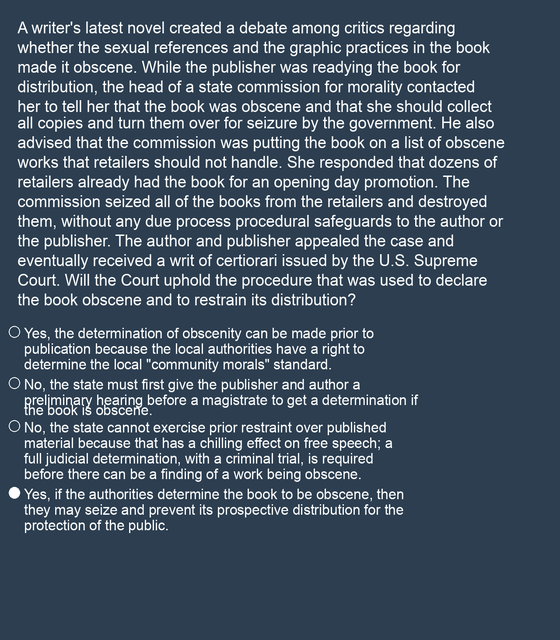 A writer's latest novel created a debate among critics regarding
whether the sexual references and the graphic practices in the book
made it obscene. While the publisher was readying the book for
distribution, the head of a state commission for morality contacted
her to tell her that the book was obscene and that she should collect
all copies and turn them over for seizure by the government. He also
advised that the commission was putting the book on a list of obscene
works that retailers should not handle. She responded that dozens of
retailers already had the book for an opening day promotion. The
commission seized all of the books from the retailers and destroyed
them, without any due process procedural safeguards to the author or
the publisher. The author and publisher appealed the case and
eventually received a writ of certiorari issued by the U.S. Supreme
Court. Will the Court uphold the procedure that was used to declare
the book obscene and to restrain its distribution?
Yes, the determination of obscenity can be made prior to
publication because the local authorities have a right to
determine the local "community morals" standard.
No, the state must first give the publisher and author a
preliminary hearing before a magistrate to get a determination if
the book is obscene.
No, the state cannot exercise prior restraint over published
material because that has a chilling effect on free speech; a
full judicial determination, with a criminal trial, is required
before there can be a finding of a work being obscene.
Yes, if the authorities determine the book to be obscene, then
they may seize and prevent its prospective distribution for the
protection of the public.